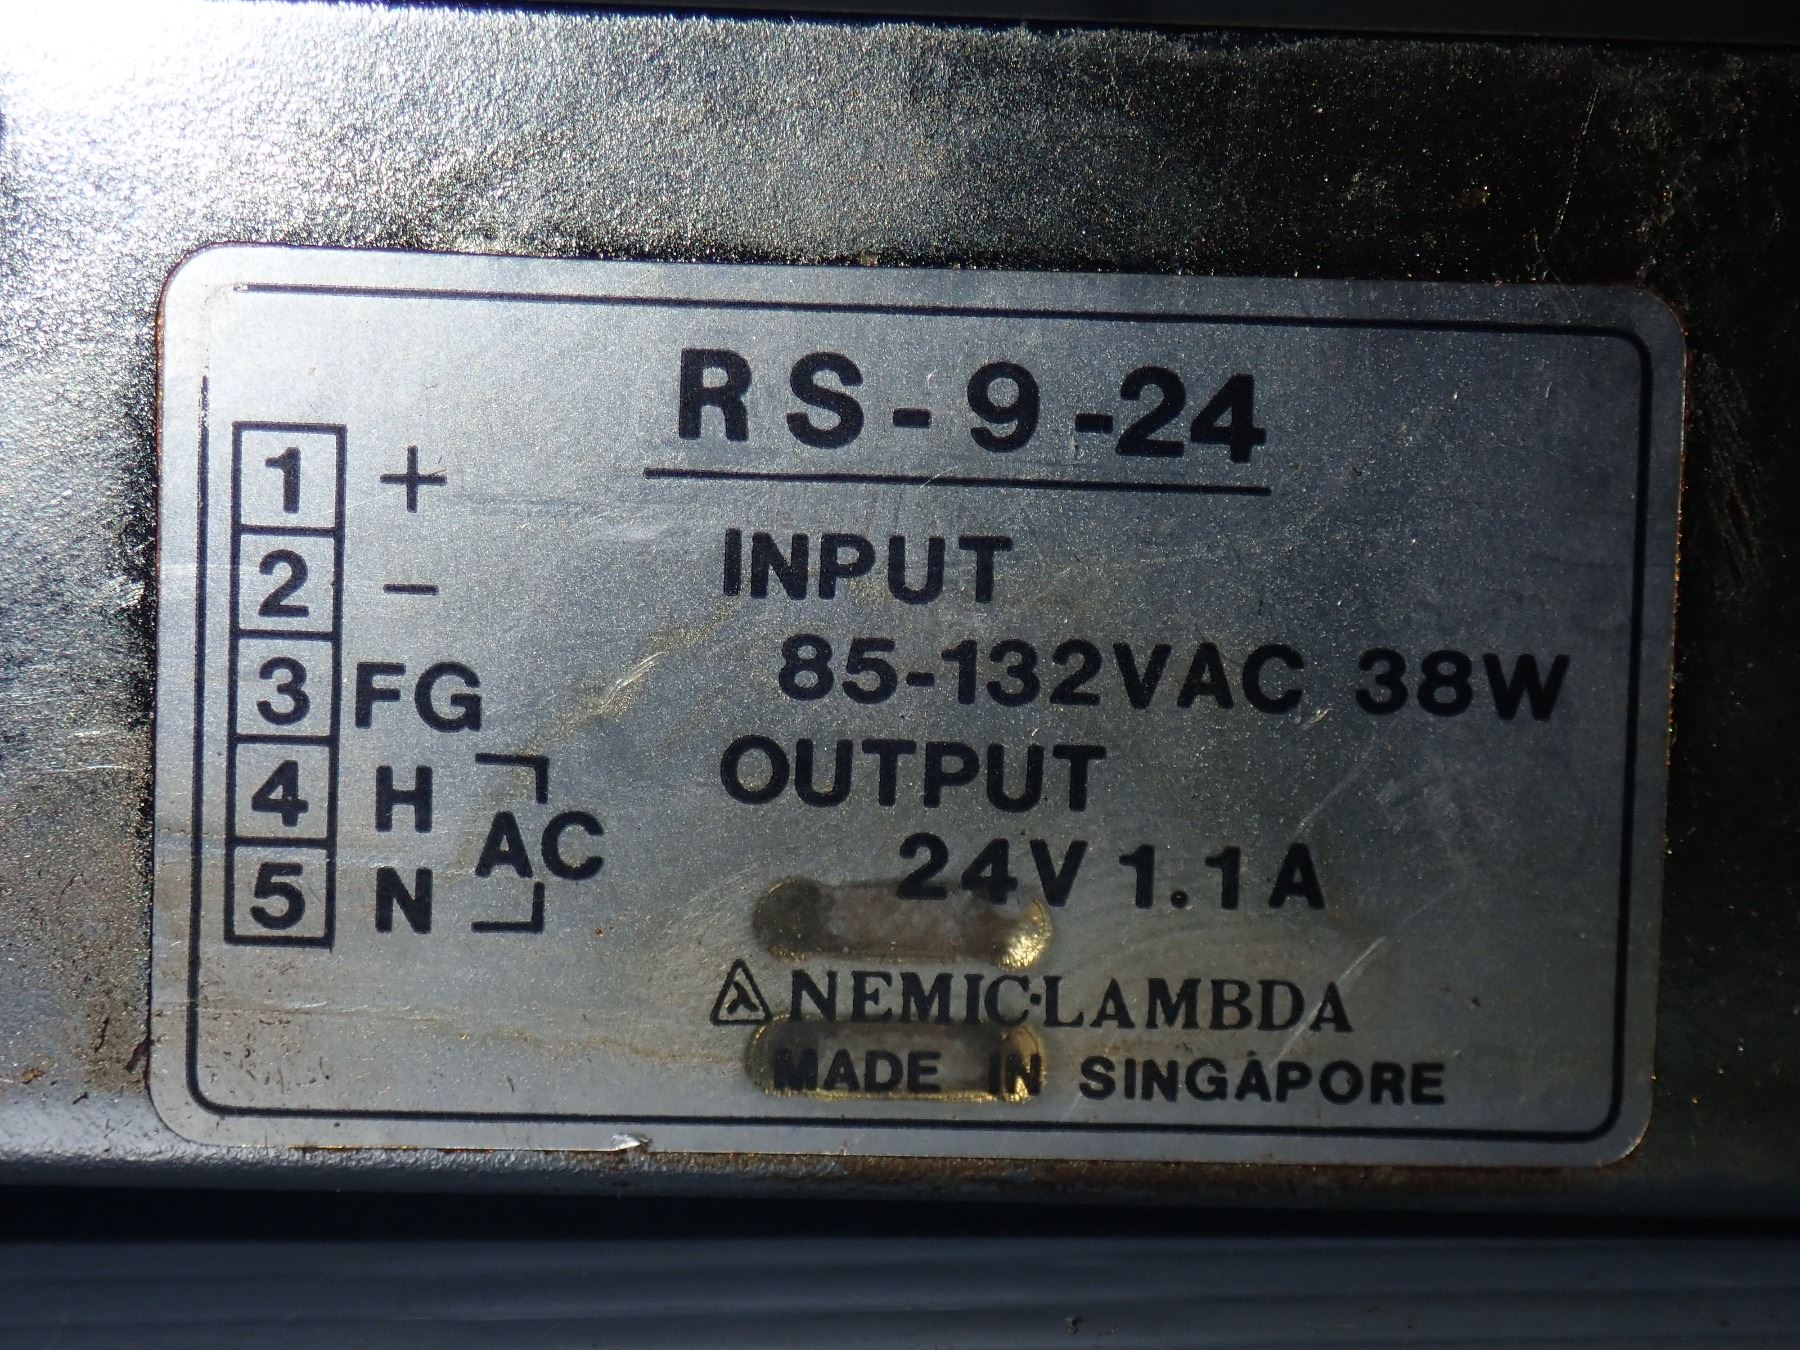 RS-9-24
1 +
2 -
3 FG
4 H
5 N
AC
INPUT
85-132VAC 38W
OUTPUT
24V 1.1A
NEMIC·LAMBDA
MADE IN SINGAPORE